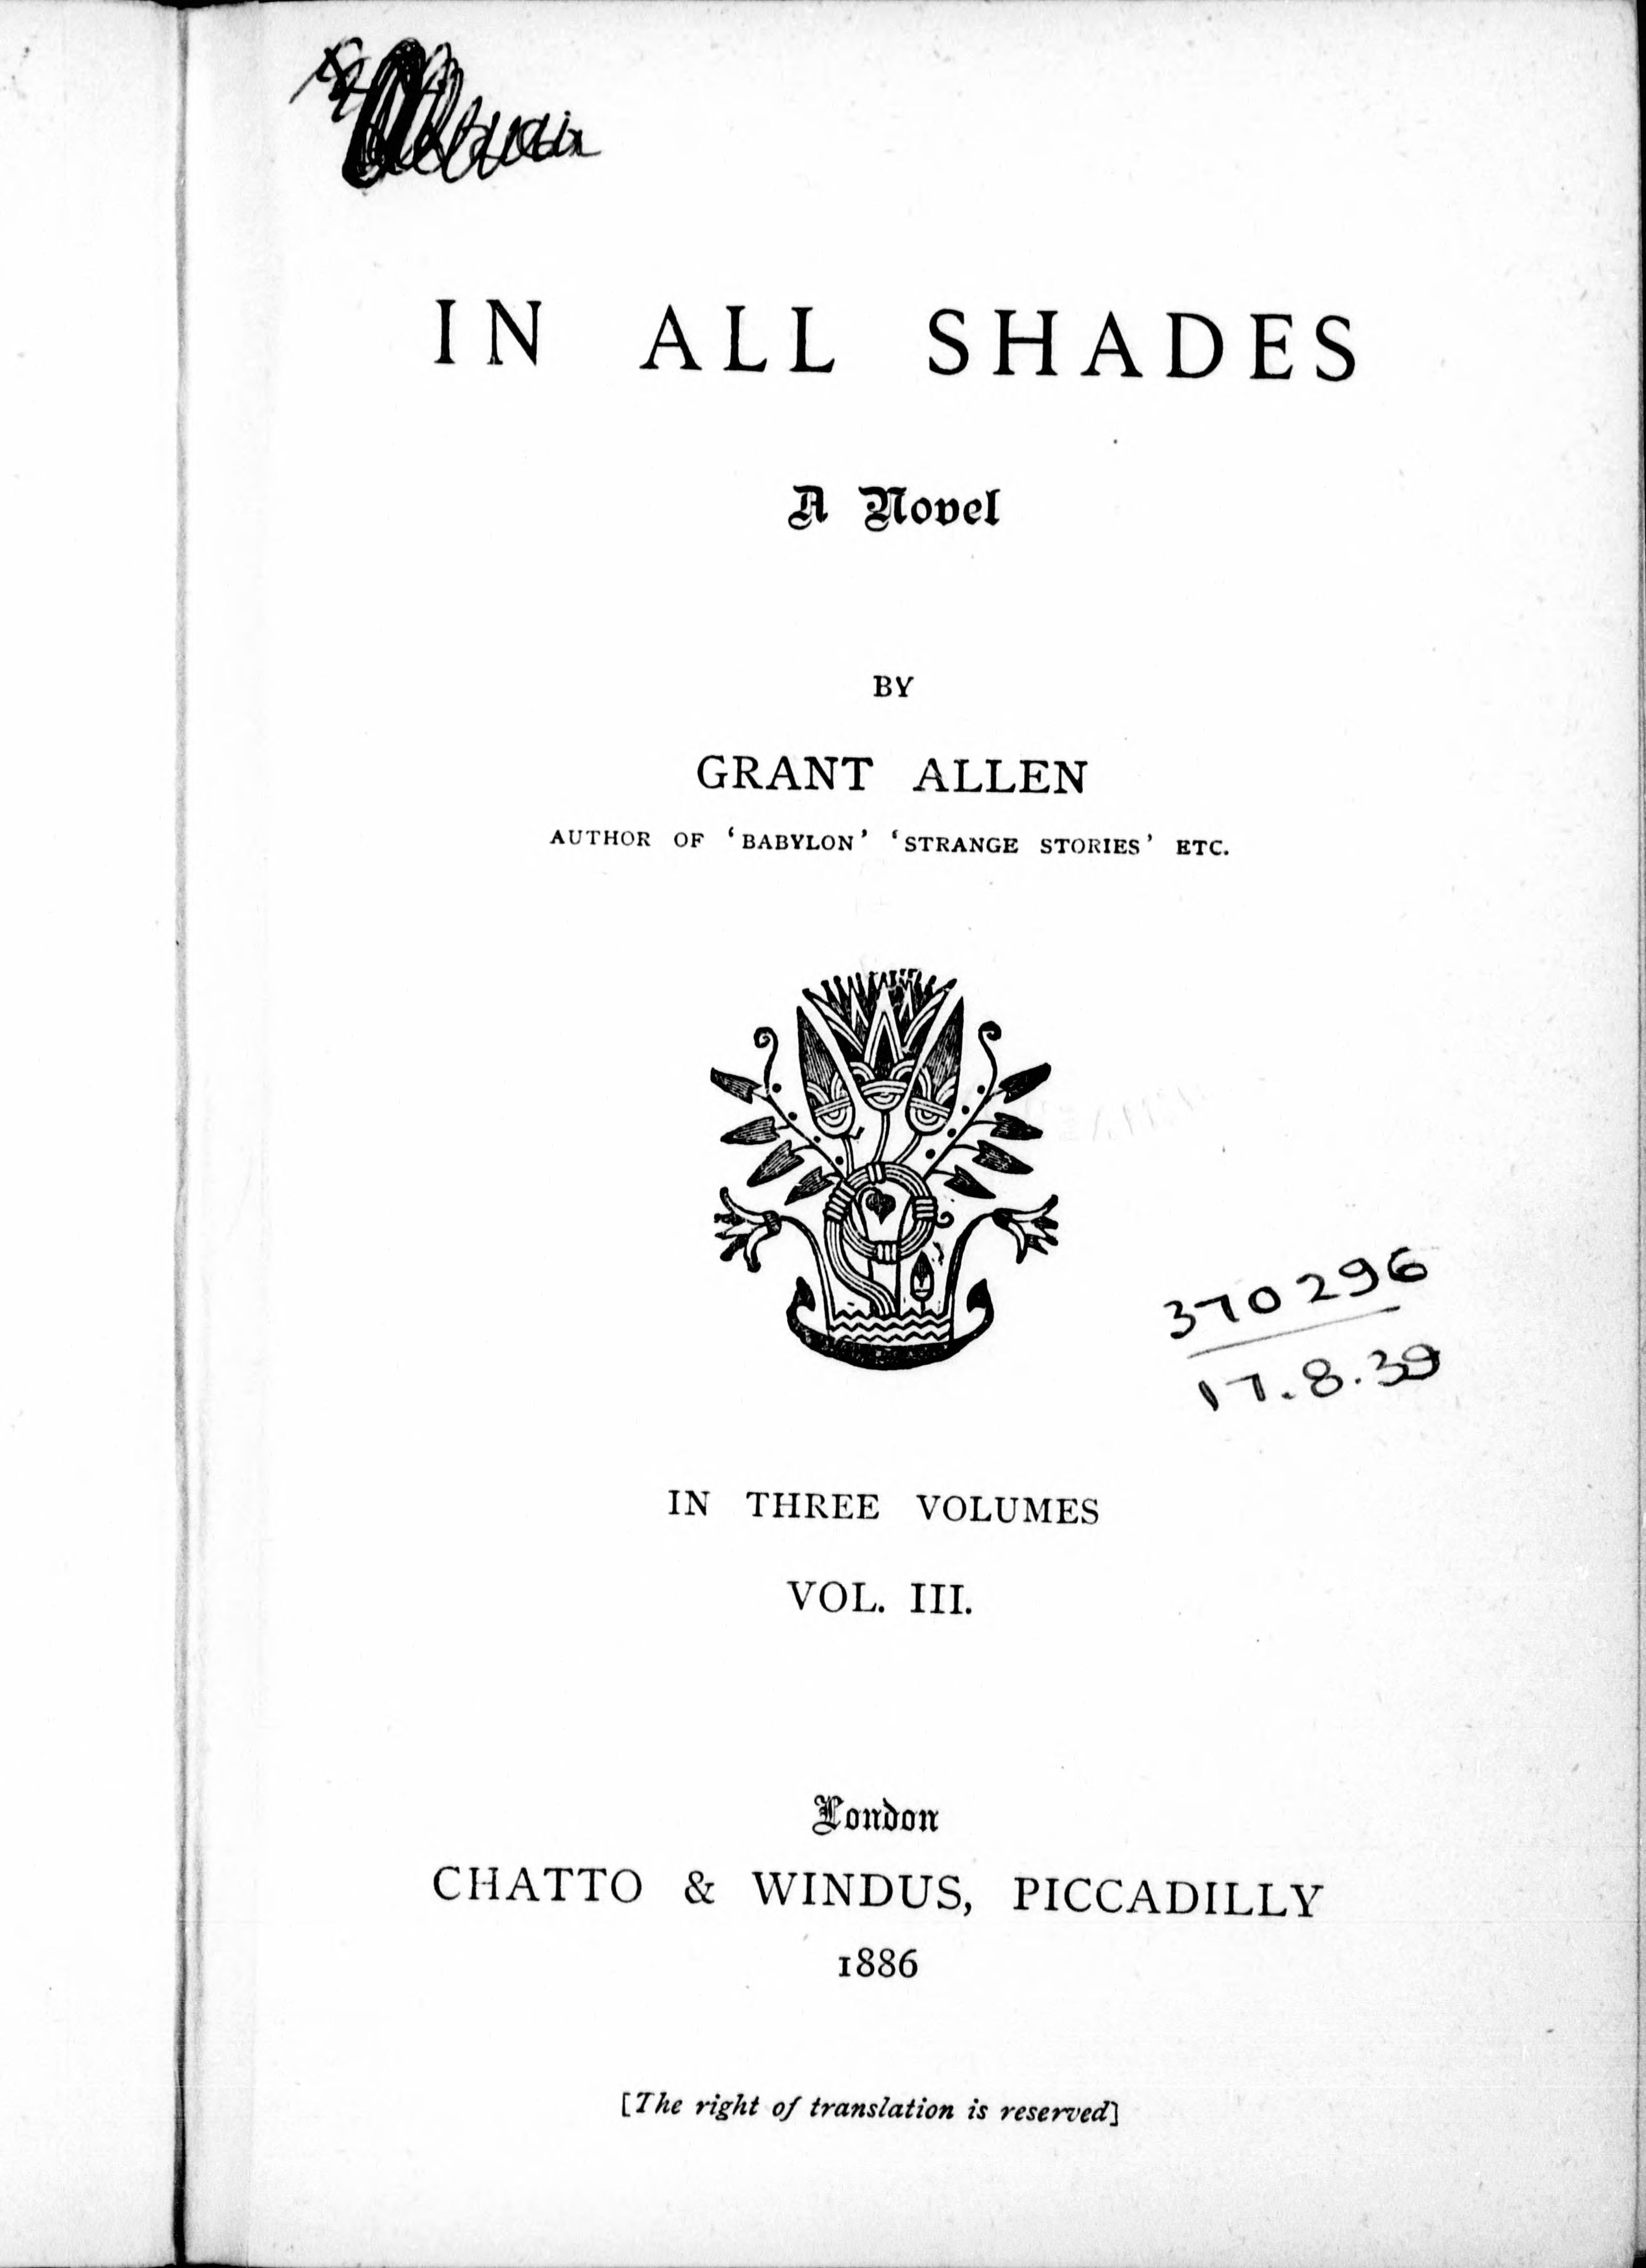 IN ALL SHADES
A Novel
BY
GRANT ALLEN
AUTHOR OF ‘BABYLON’ ‘STRANGE STORIES’ ETC.
370296
17.8.39
IN THREE VOLUMES
VOL. III.
London
CHATTO & WINDUS, PICCADILLY
1886
[The right of translation is reserved]